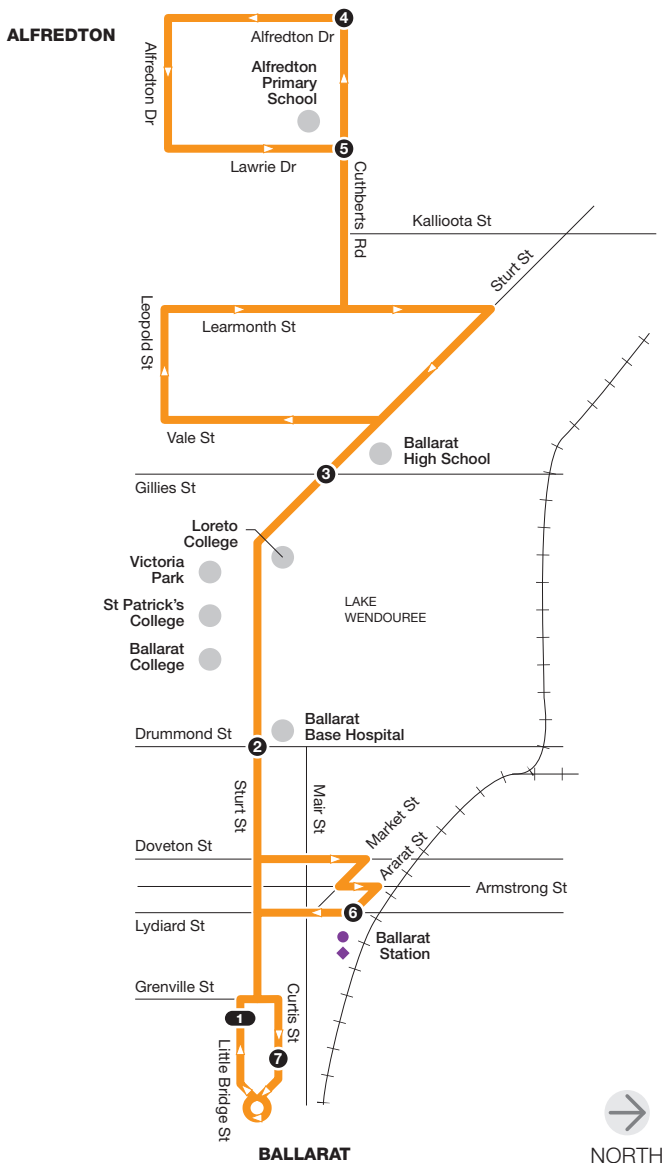 ALFREDTON
4
Alfredton Dr
Alfredton Dr
Alfredton
Primary
School
5
Lawrie Dr
Cuthberts Rd
Kallioota St
Sturt St
Learmonth St
Leopold St
Vale St
Ballarat
High School
3
Gillies St
Loreto
College
Victoria
Park
St Patrick's
College
Ballarat
College
LAKE
WENDOUREE
Ballarat
Base Hospital
Drummond St
2
Sturt St
Mair St
Market St
Doveton St
Ararat St
Armstrong St
6
Lydiard St
Ballarat
Station
Grenville St
Curtis St
1
7
Little Bridge St
BALLARAT
NORTH